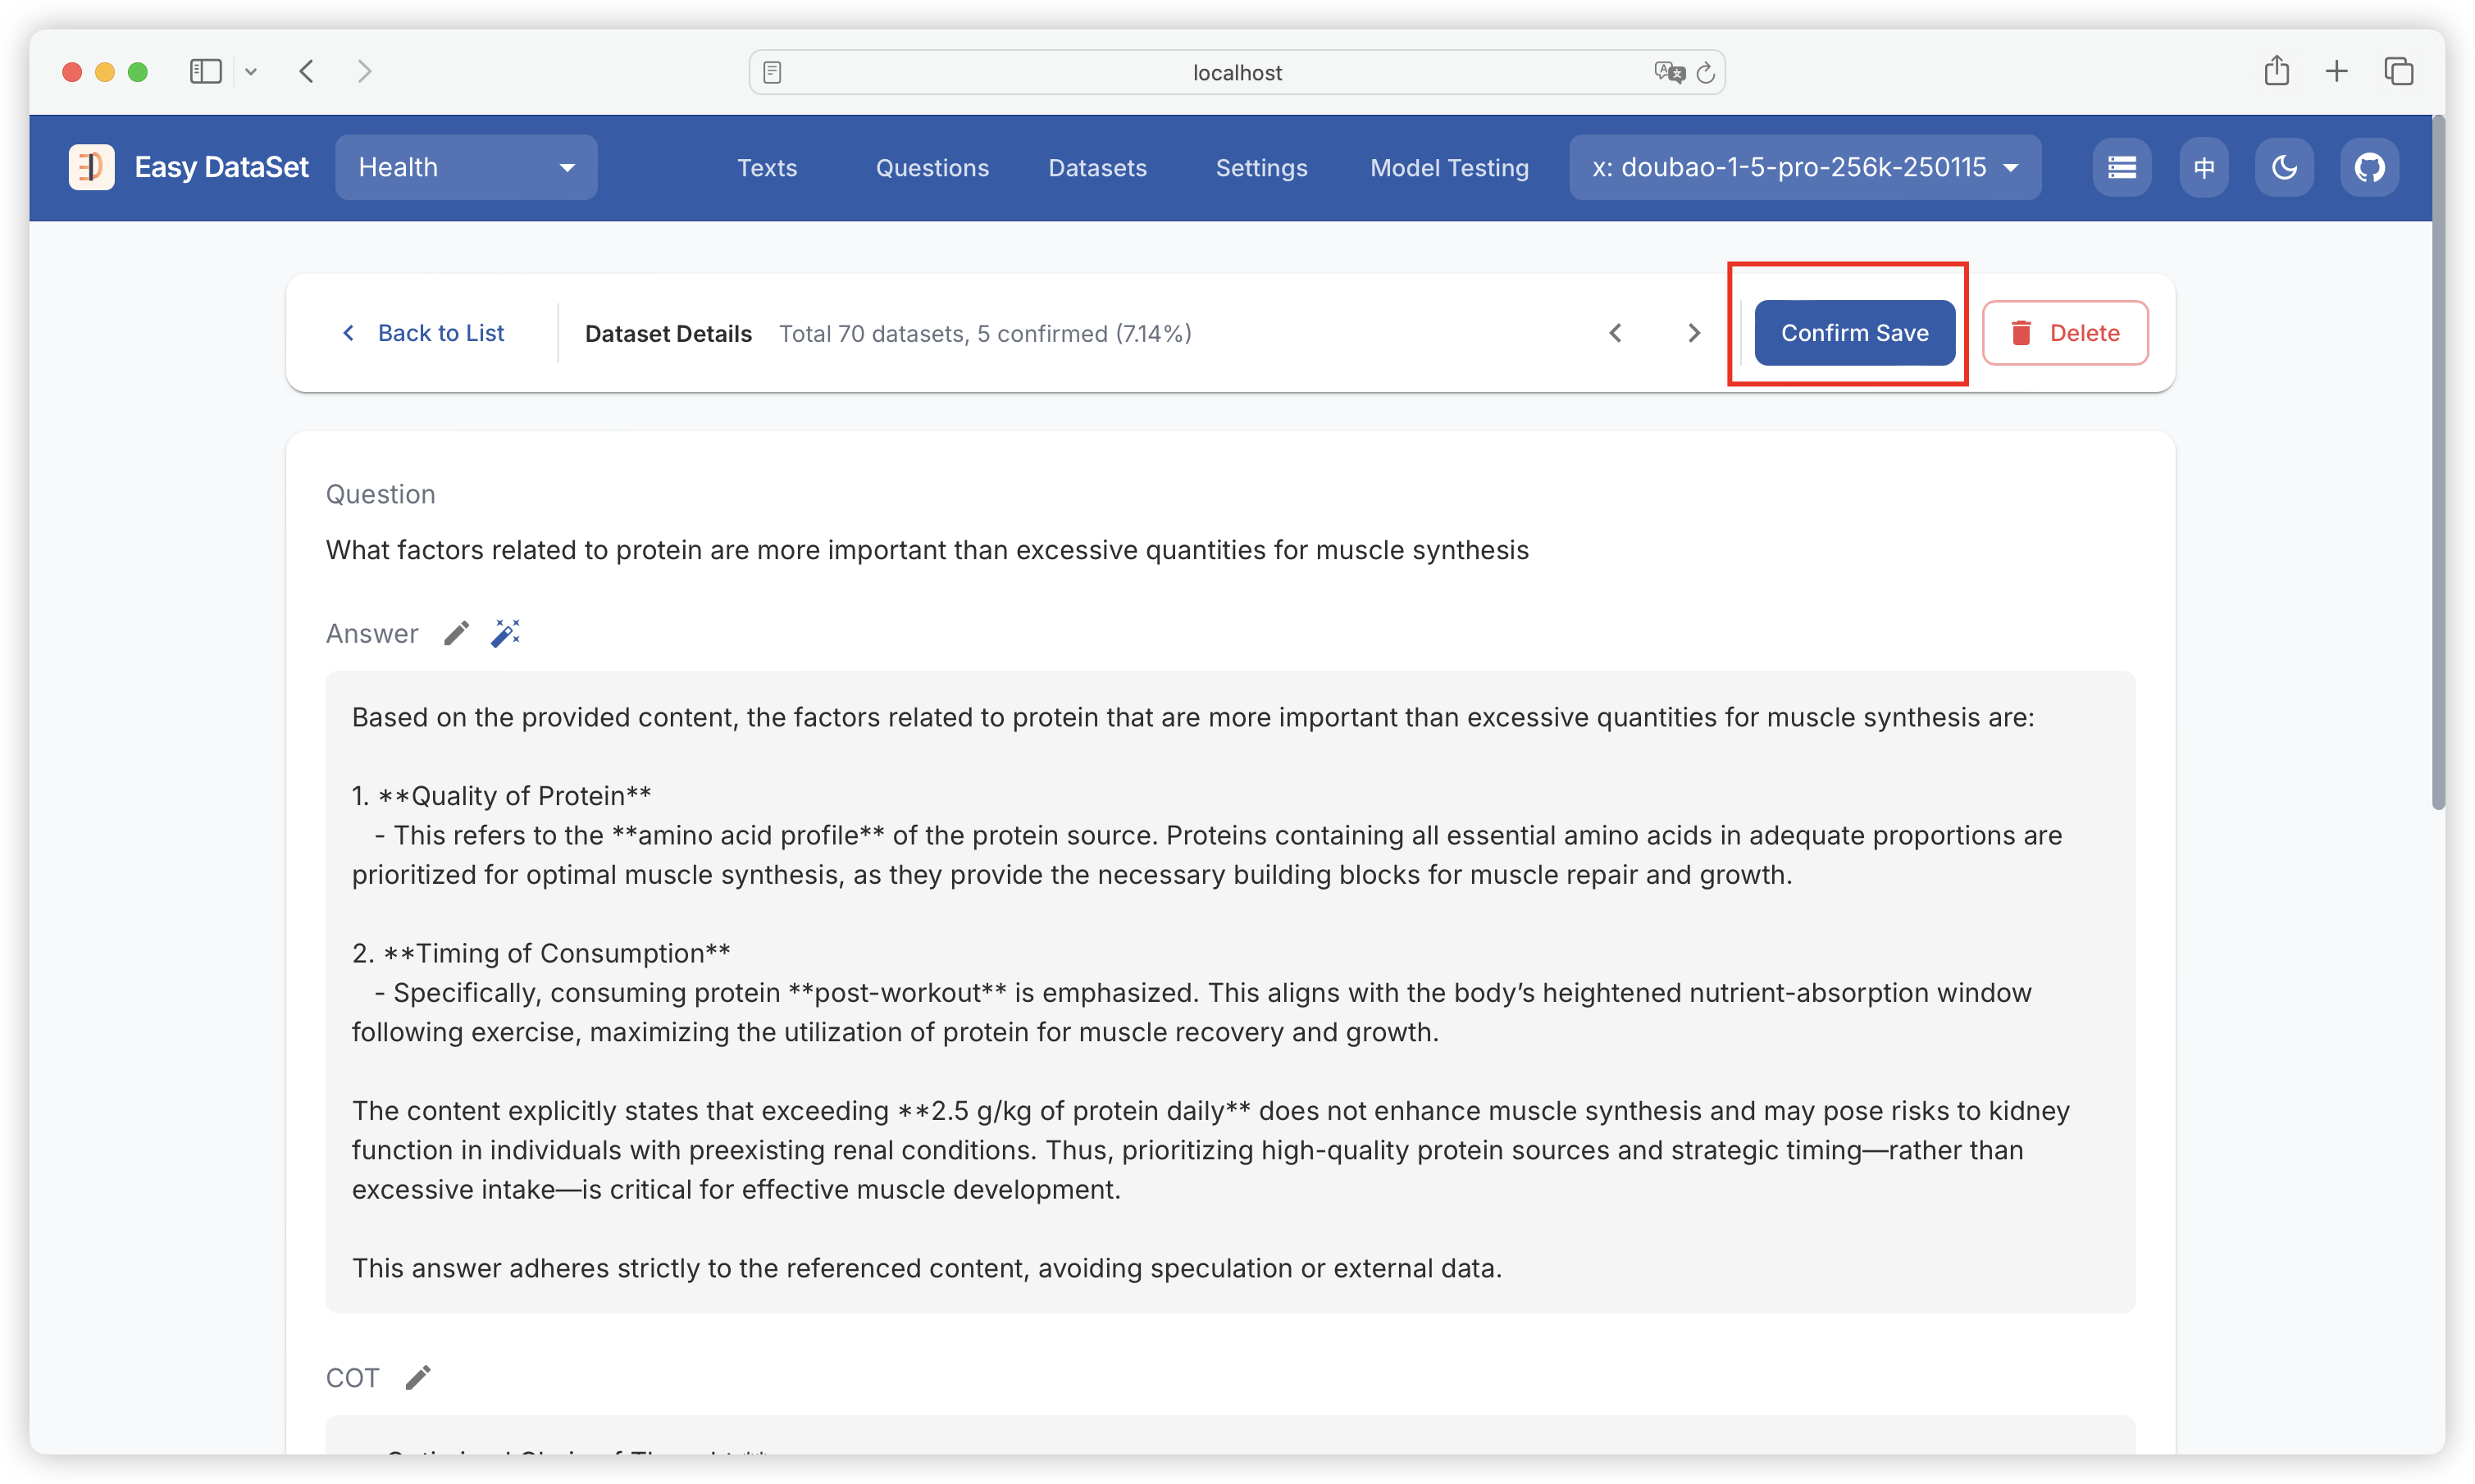 localhost
Easy DataSet
Health
Texts
Questions
Datasets
Settings
Model Testing
x: doubao-1-5-pro-256k-250115
中
Back to List
Dataset Details
Total 70 datasets, 5 confirmed (7.14%)
Confirm Save
Delete
Question
What factors related to protein are more important than excessive quantities for muscle synthesis
Answer
Based on the provided content, the factors related to protein that are more important than excessive quantities for muscle synthesis are:
1. **Quality of Protein**
- This refers to the **amino acid profile** of the protein source. Proteins containing all essential amino acids in adequate proportions are
prioritized for optimal muscle synthesis, as they provide the necessary building blocks for muscle repair and growth.
2. **Timing of Consumption**
- Specifically, consuming protein **post-workout** is emphasized. This aligns with the body’s heightened nutrient-absorption window
following exercise, maximizing the utilization of protein for muscle recovery and growth.
The content explicitly states that exceeding **2.5 g/kg of protein daily** does not enhance muscle synthesis and may pose risks to kidney
function in individuals with preexisting renal conditions. Thus, prioritizing high-quality protein sources and strategic timing—rather than
excessive intake—is critical for effective muscle development.
This answer adheres strictly to the referenced content, avoiding speculation or external data.
COT